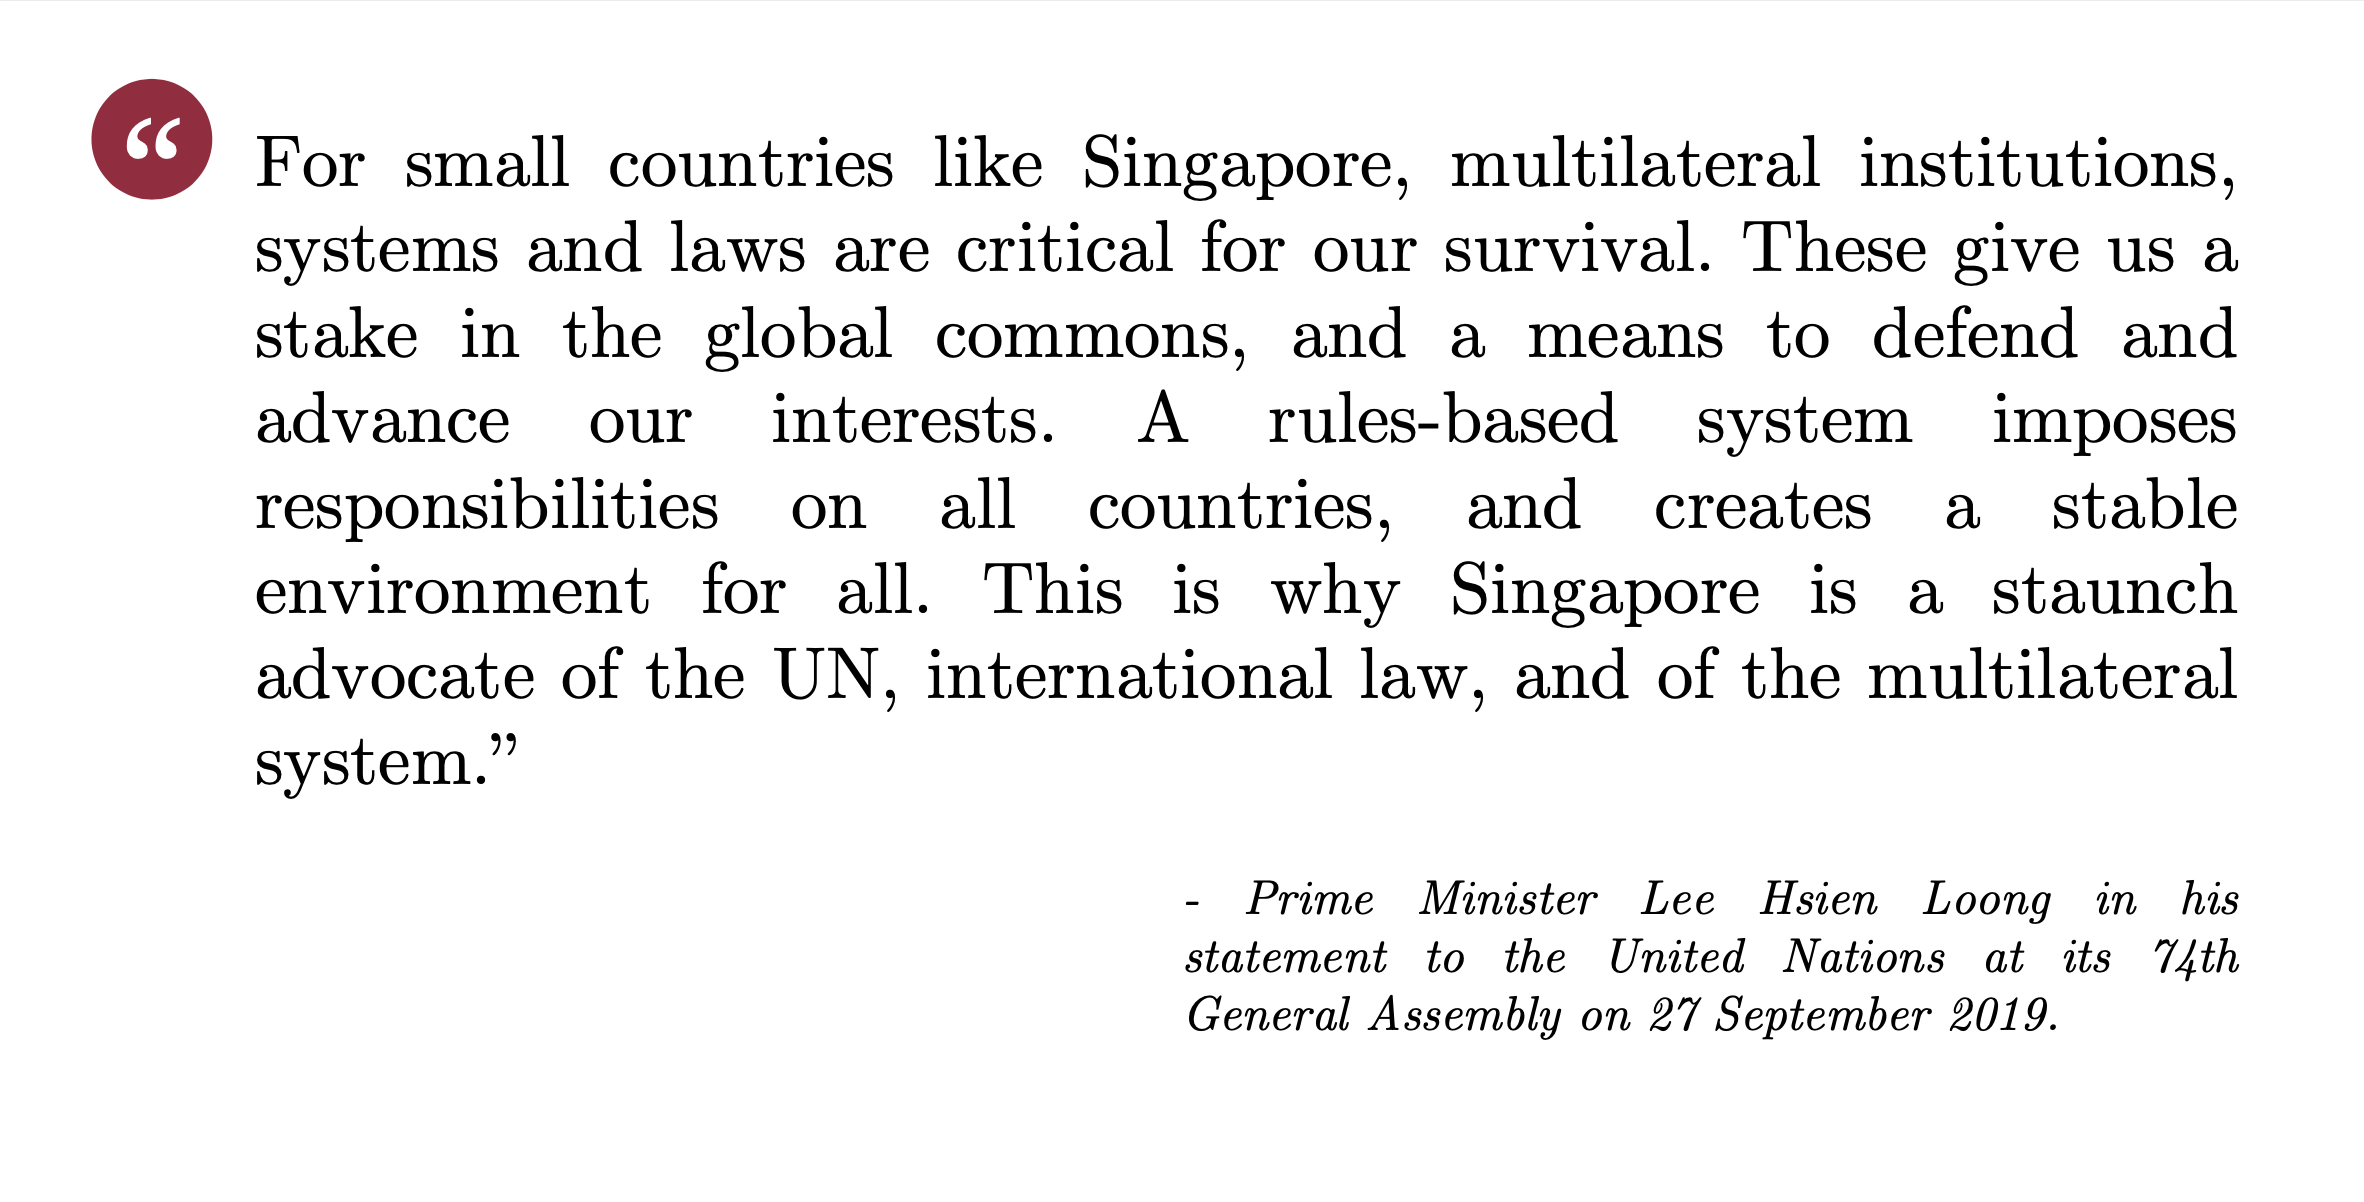 “
For small countries like Singapore, multilateral institutions,
systems and laws are critical for our survival. These give us a
stake in the global commons, and a means to defend and
advance our interests. A rules-based system imposes
responsibilities on all countries, and creates a stable
environment for all. This is why Singapore is a staunch
advocate of the UN, international law, and of the multilateral
system.”
- Prime Minister Lee Hsien Loong in his
statement to the United Nations at its 74th
General Assembly on 27 September 2019.